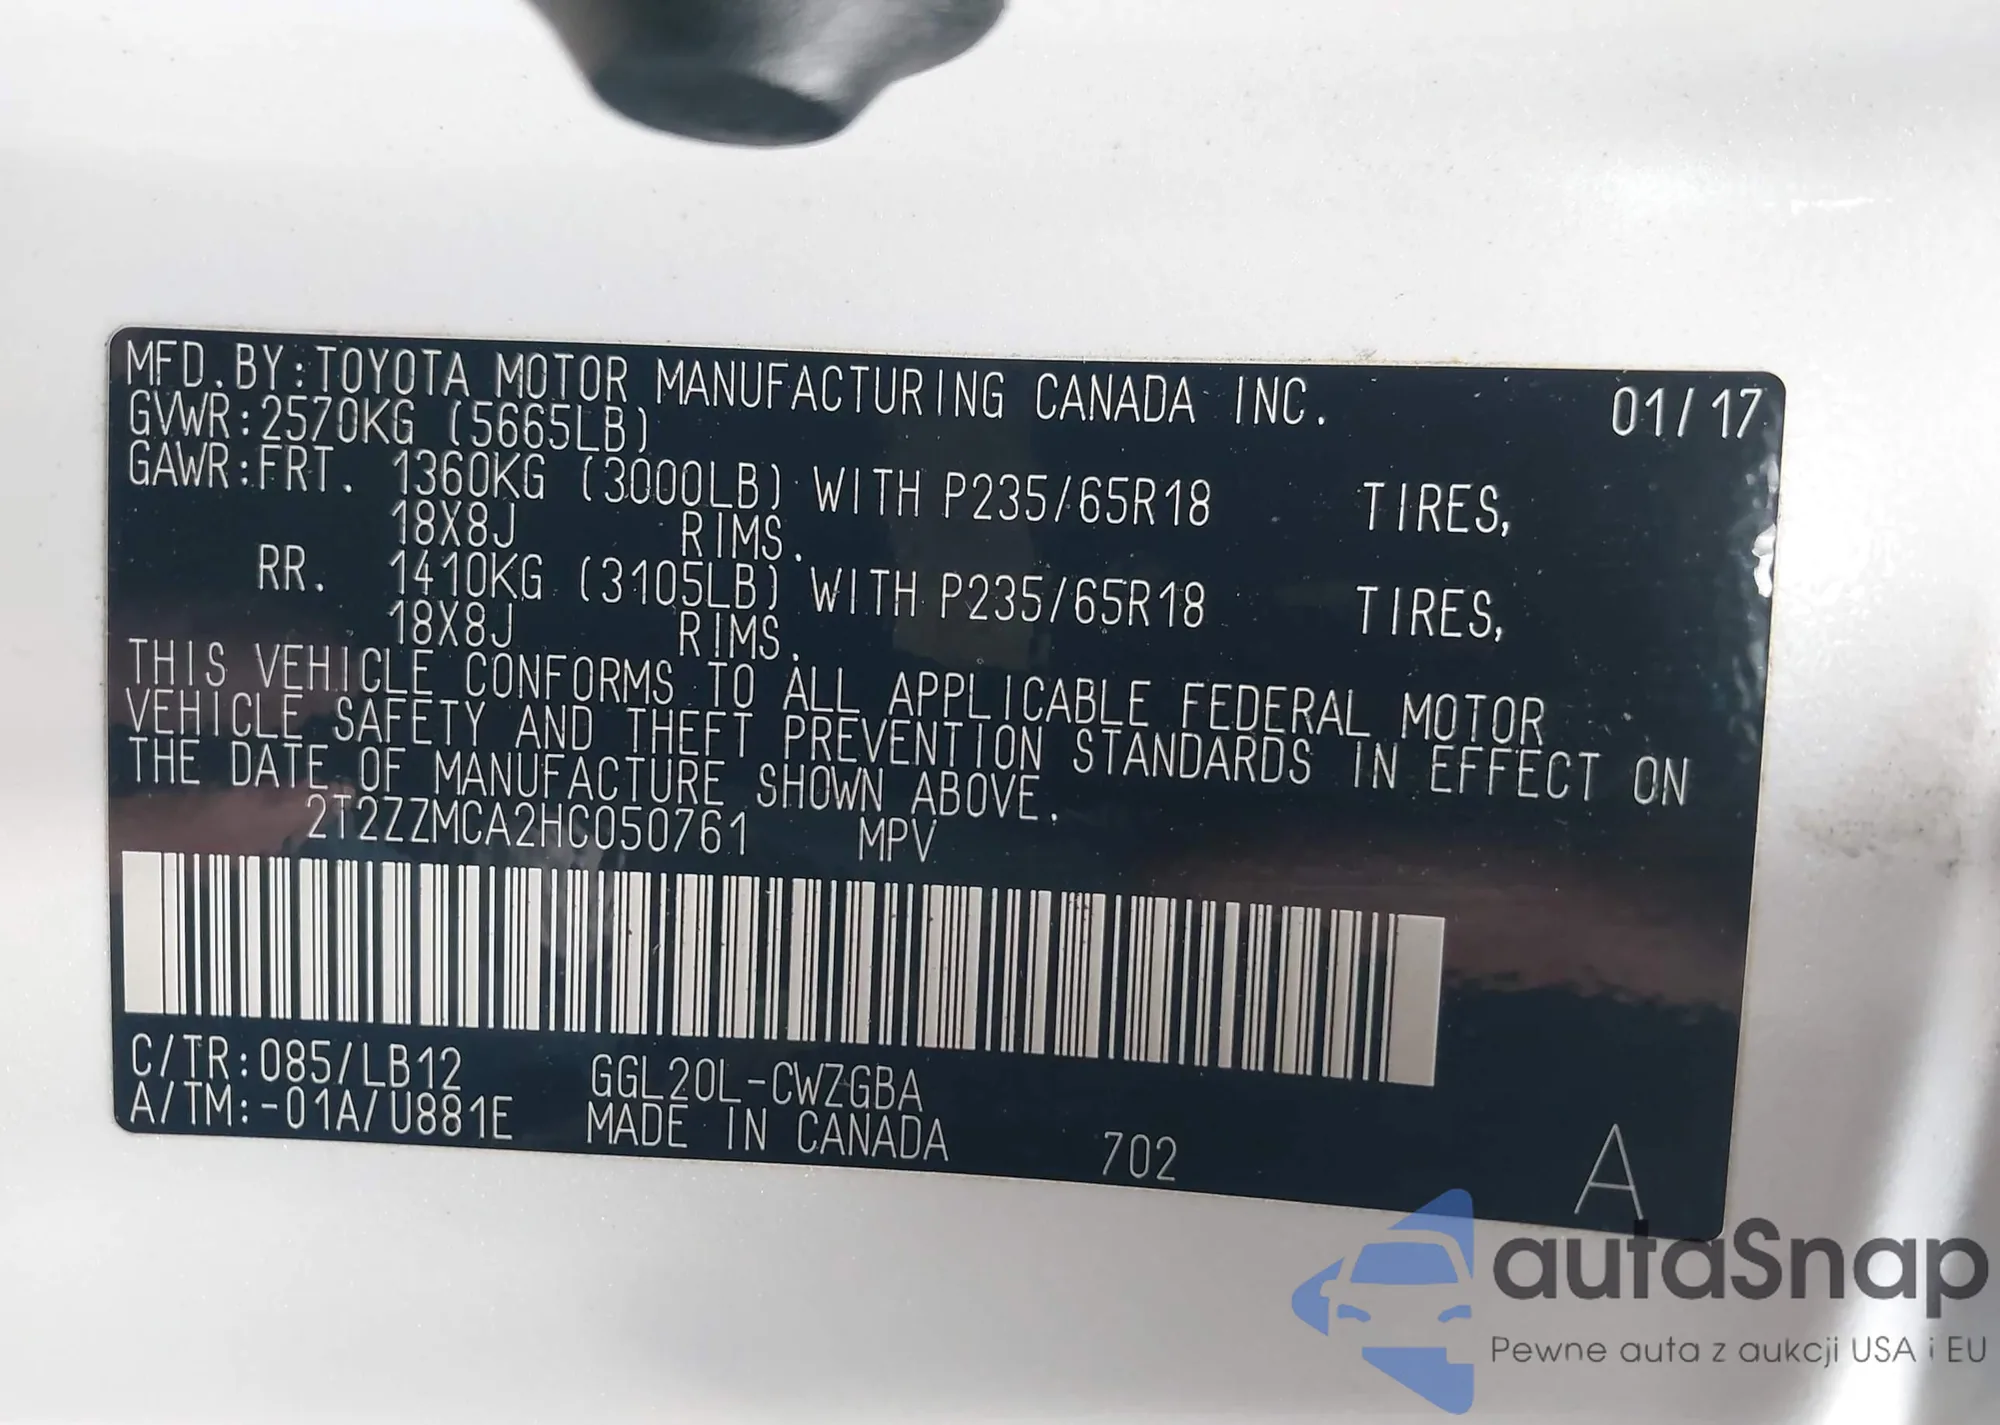 MFD.BY:TOYOTA MOTOR MANUFACTURING CANADA INC. 01/17
GVWR:2570KG (5665LB)
GAWR:FRT. 1360KG (3000LB) WITH P235/65R18 TIRES,
18X8J RIMS.
RR. 1410KG (3105LB) WITH P235/65R18 TIRES,
18X8J RIMS.
THIS VEHICLE CONFORMS TO ALL APPLICABLE FEDERAL MOTOR
VEHICLE SAFETY AND THEFT PREVENTION STANDARDS IN EFFECT ON
THE DATE OF MANUFACTURE SHOWN ABOVE.
2T2ZZMCA2HC050761 MPV
C/TR:085/LB12 GGL20L-CWZGBA
A/TM:-01A/U881E MADE IN CANADA 702 A
autaSnap
Pewne auta z aukcji USA i EU